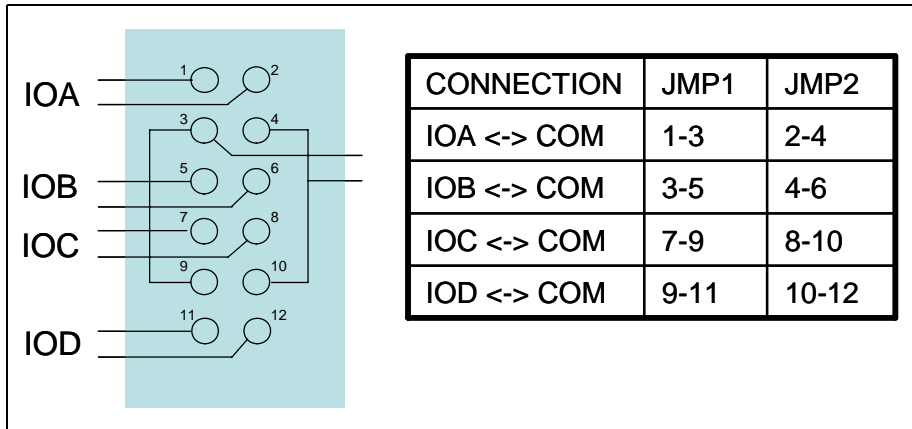 IOA
1 2
3 4
IOB
5 6
IOC
7 8
9 10
IOD
11 12
CONNECTION JMP1 JMP2
IOA <-> COM 1-3 2-4
IOB <-> COM 3-5 4-6
IOC <-> COM 7-9 8-10
IOD <-> COM 9-11 10-12